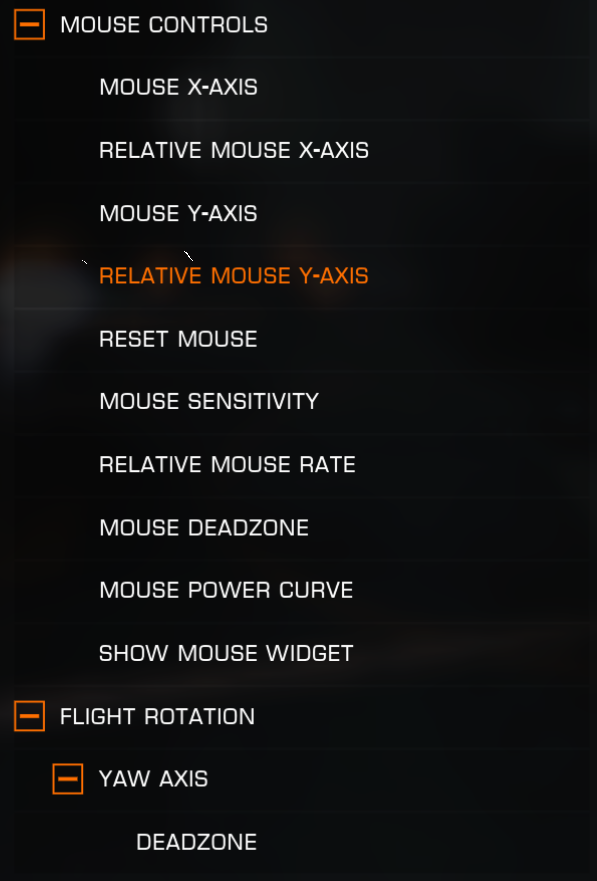 MOUSE CONTROLS
MOUSE X-AXIS
RELATIVE MOUSE X-AXIS
MOUSE Y-AXIS
RELATIVE MOUSE Y-AXIS
RESET MOUSE
MOUSE SENSITIVITY
RELATIVE MOUSE RATE
MOUSE DEADZONE
MOUSE POWER CURVE
SHOW MOUSE WIDGET
FLIGHT ROTATION
YAW AXIS
DEADZONE